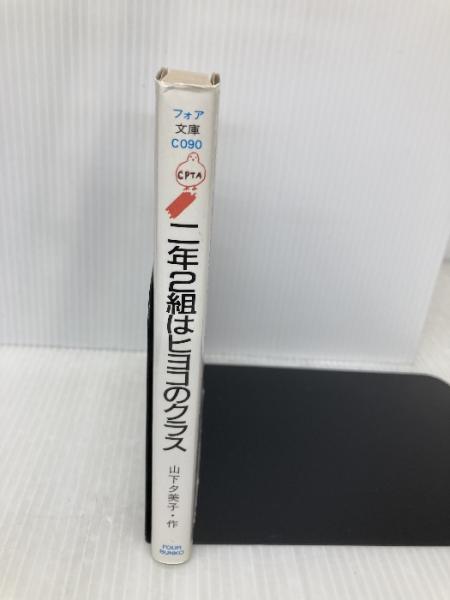 フォア
文庫
C090
CPTA
二年2組はヒヨコのクラス
山下夕美子・作
FOUR
BUNKO